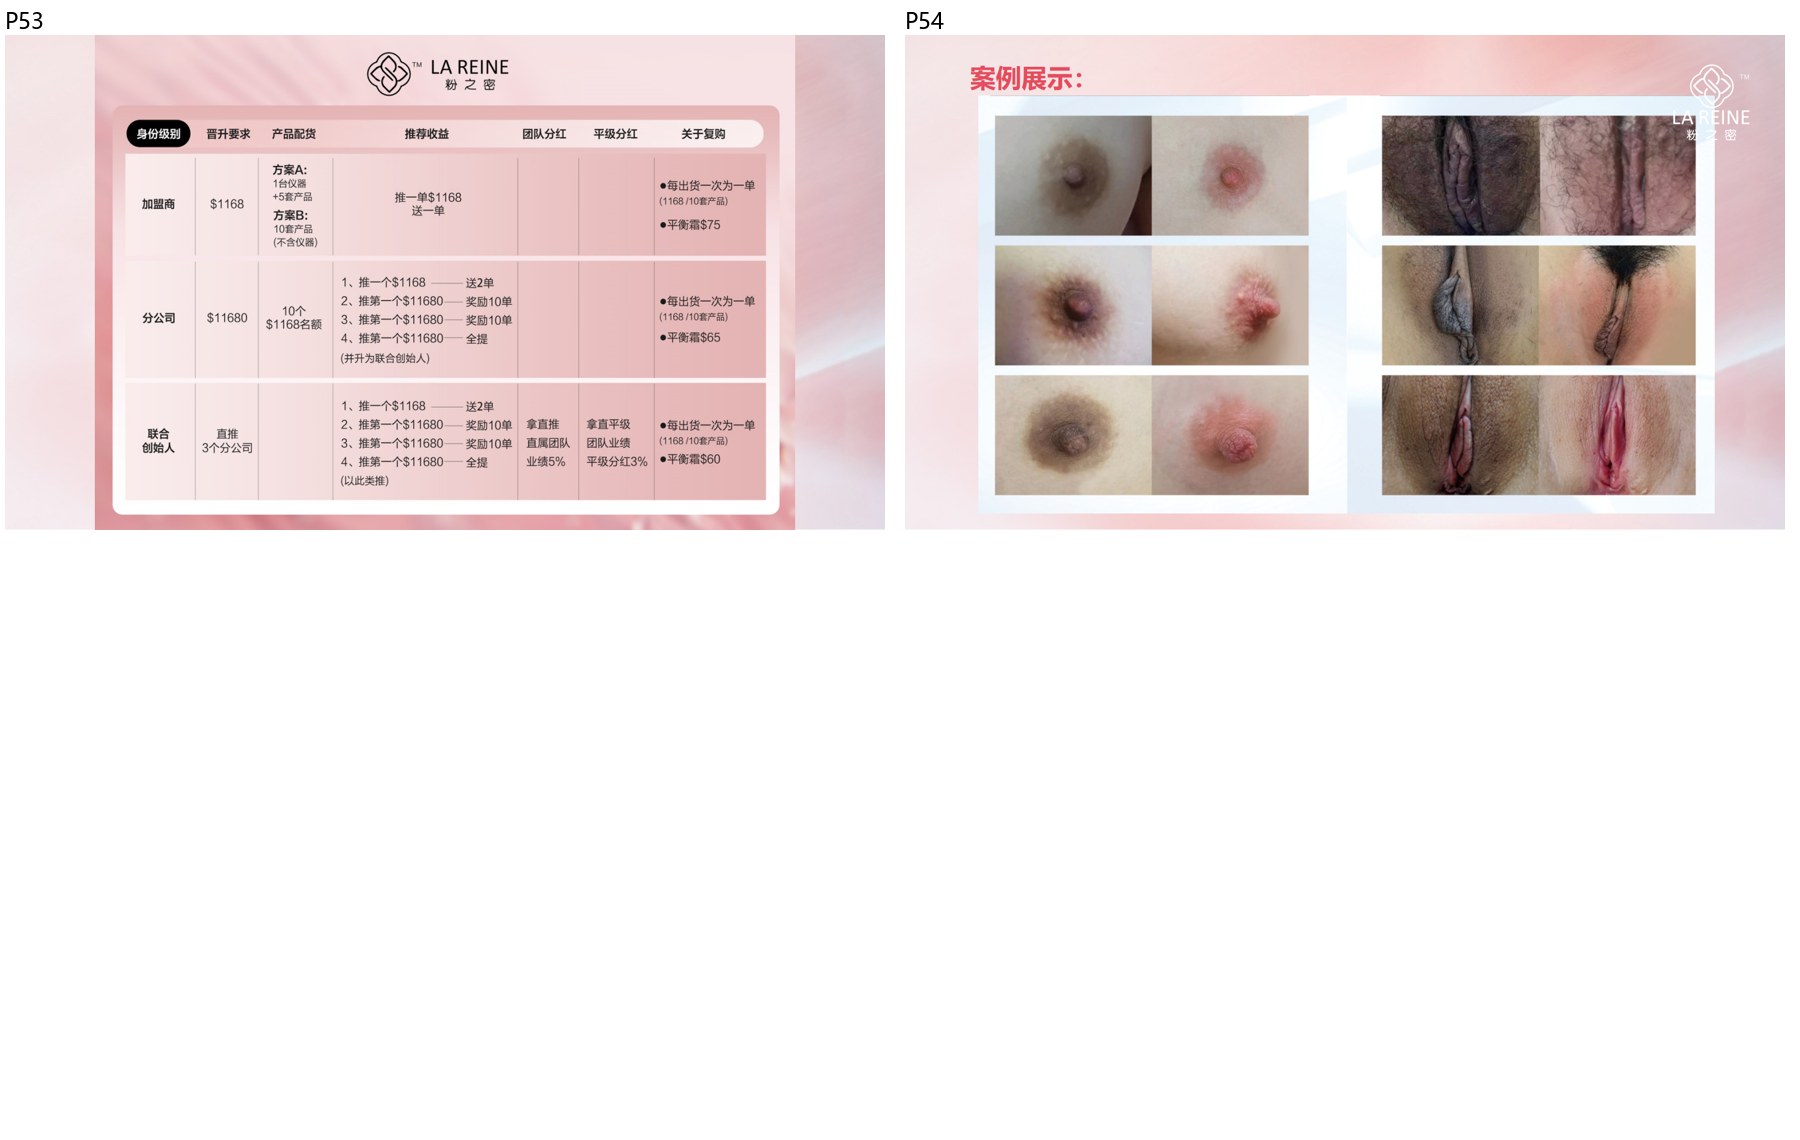 P53
LA REINE
TM
粉之密
身份级别 晋升要求 产品配货 推荐收益 团队分红 平级分红 关于复购
加盟商
$1168
方案A:
1台仪器
+5套产品
方案B:
10套产品
(不含仪器)
推一单$1168
送一单
●每出货一次为一单
(1168 /10套产品)
●平衡霜$75
分公司
$11680
10个
$1168名额
1、推一个$1168 送2单
2、推第一个$11680 奖励10单
3、推第一个$11680 奖励10单
4、推第一个$11680 全提
(并升为联合创始人)
●每出货一次为一单
(1168 /10套产品)
●平衡霜$65
联合
创始人
直推
3个分公司
1、推一个$1168 送2单
2、推第一个$11680 奖励10单
3、推第一个$11680 奖励10单
4、推第一个$11680 全提
(以此类推)
拿直推
直属团队
业绩5%
拿直平级
团队业绩
平级分红3%
●每出货一次为一单
(1168 /10套产品)
●平衡霜$60
P54
案例展示：
TM
LA REINE
粉之密